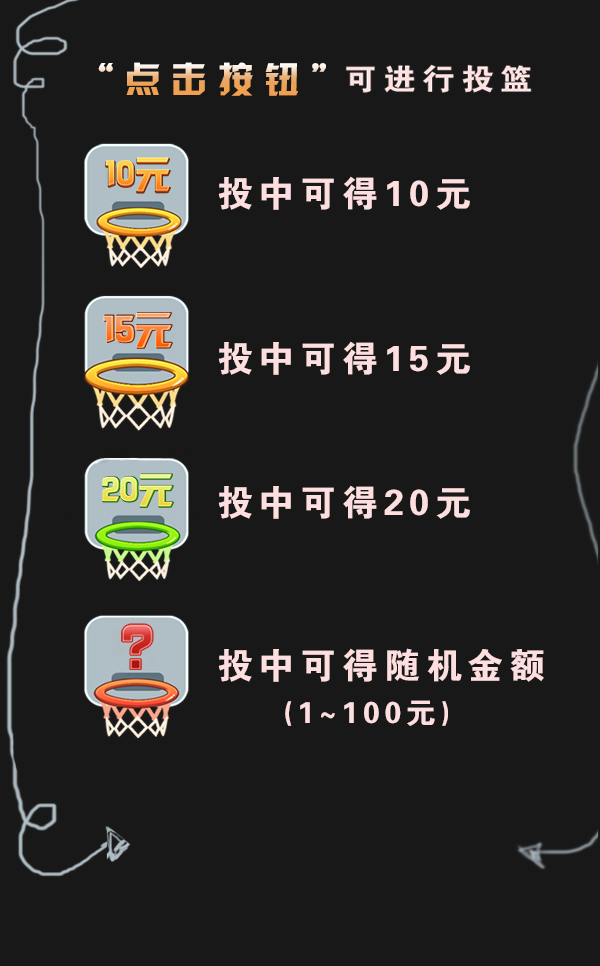 “点击按钮”可进行投篮
10元
投中可得10元
15元
投中可得15元
20元
投中可得20元
?
投中可得随机金额
(1~100元)